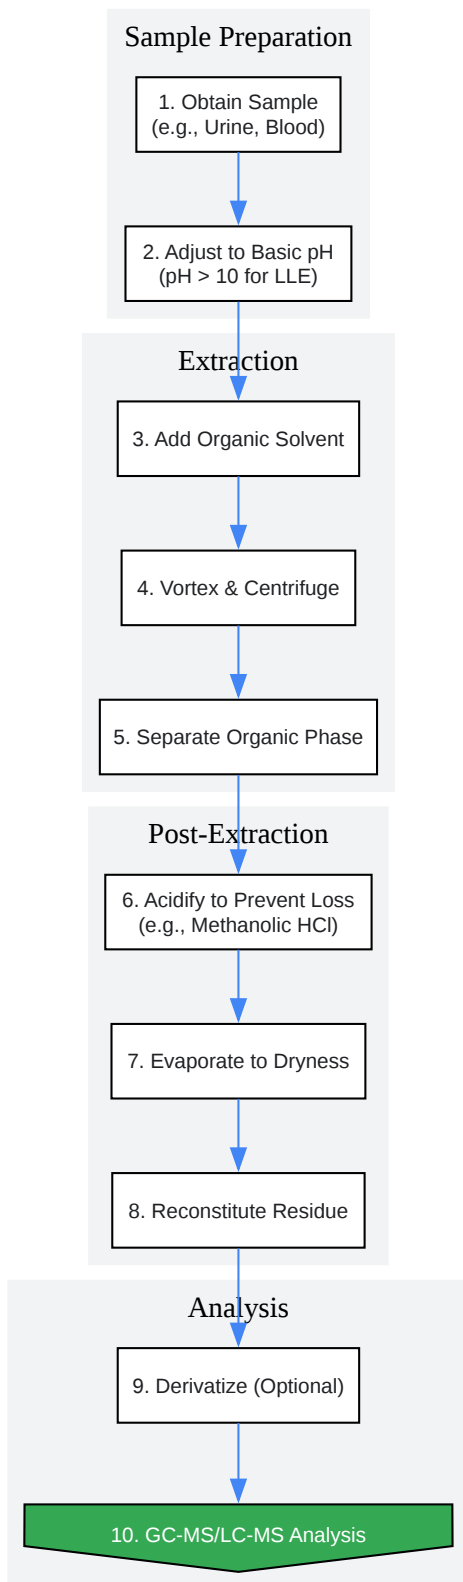 Sample Preparation
1. Obtain Sample
(e.g., Urine, Blood)
2. Adjust to Basic pH
(pH > 10 for LLE)
Extraction
3. Add Organic Solvent
4. Vortex & Centrifuge
5. Separate Organic Phase
Post-Extraction
6. Acidify to Prevent Loss
(e.g., Methanolic HCl)
7. Evaporate to Dryness
8. Reconstitute Residue
Analysis
9. Derivatize (Optional)
10. GC-MS/LC-MS Analysis